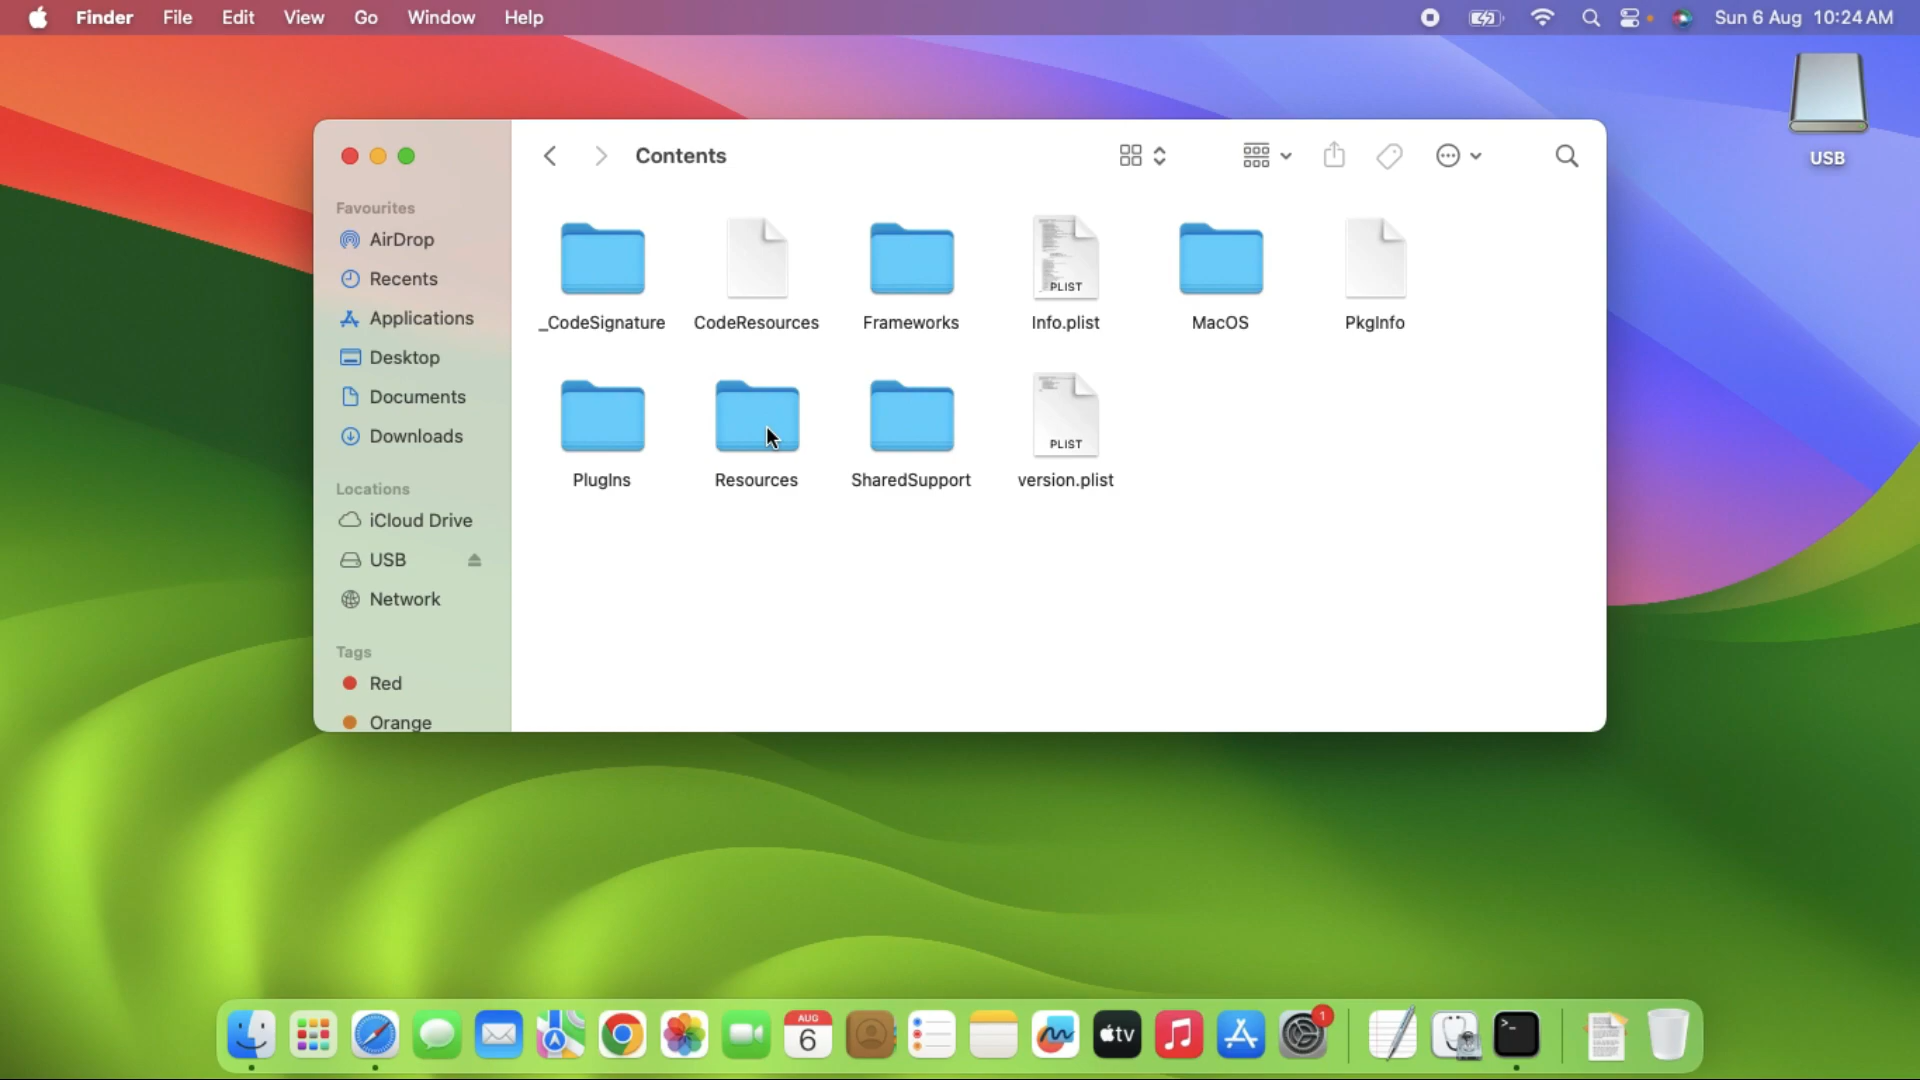 Finder File Edit View Go Window Help Sun 6 Aug 10:24 AM
USB
Contents
Favourites
AirDrop
Recents
Applications
Desktop
Documents
Downloads
Locations
iCloud Drive
USB
Network
Tags
Red
Orange
PLIST
_CodeSignature CodeResources Frameworks Info.plist MacOS PkgInfo
PLIST
PlugIns Resources SharedSupport version.plist
AUG
6
tv
1
>_